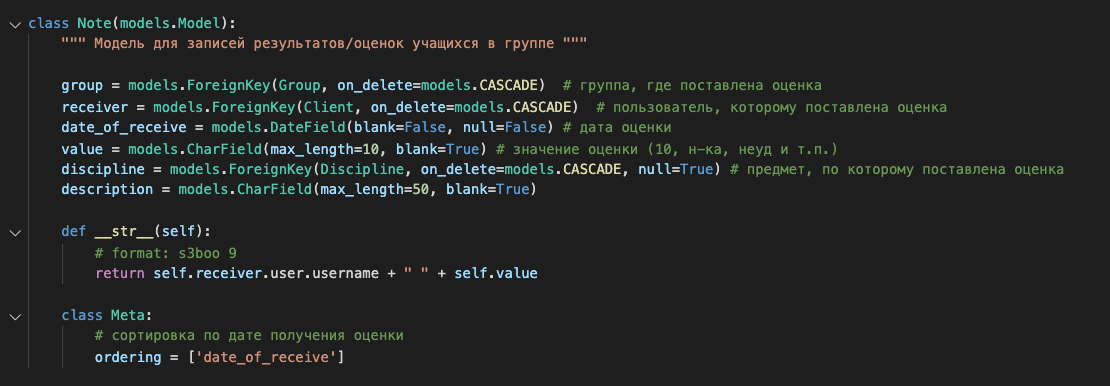 class Note(models.Model):
    """ Модель для записей результатов/оценок учащихся в группе """

    group = models.ForeignKey(Group, on_delete=models.CASCADE)  # группа, где поставлена оценка
    receiver = models.ForeignKey(Client, on_delete=models.CASCADE)  # пользователь, которому поставлена оценка
    date_of_receive = models.DateField(blank=False, null=False) # дата оценки
    value = models.CharField(max_length=10, blank=True) # значение оценки (10, н-ка, неуд и т.п.)
    discipline = models.ForeignKey(Discipline, on_delete=models.CASCADE, null=True) # предмет, по которому поставлена оценка
    description = models.CharField(max_length=50, blank=True)

    def __str__(self):
        # format: s3boo 9
        return self.receiver.user.username + " " + self.value

    class Meta:
        # сортировка по дате получения оценки
        ordering = ['date_of_receive']